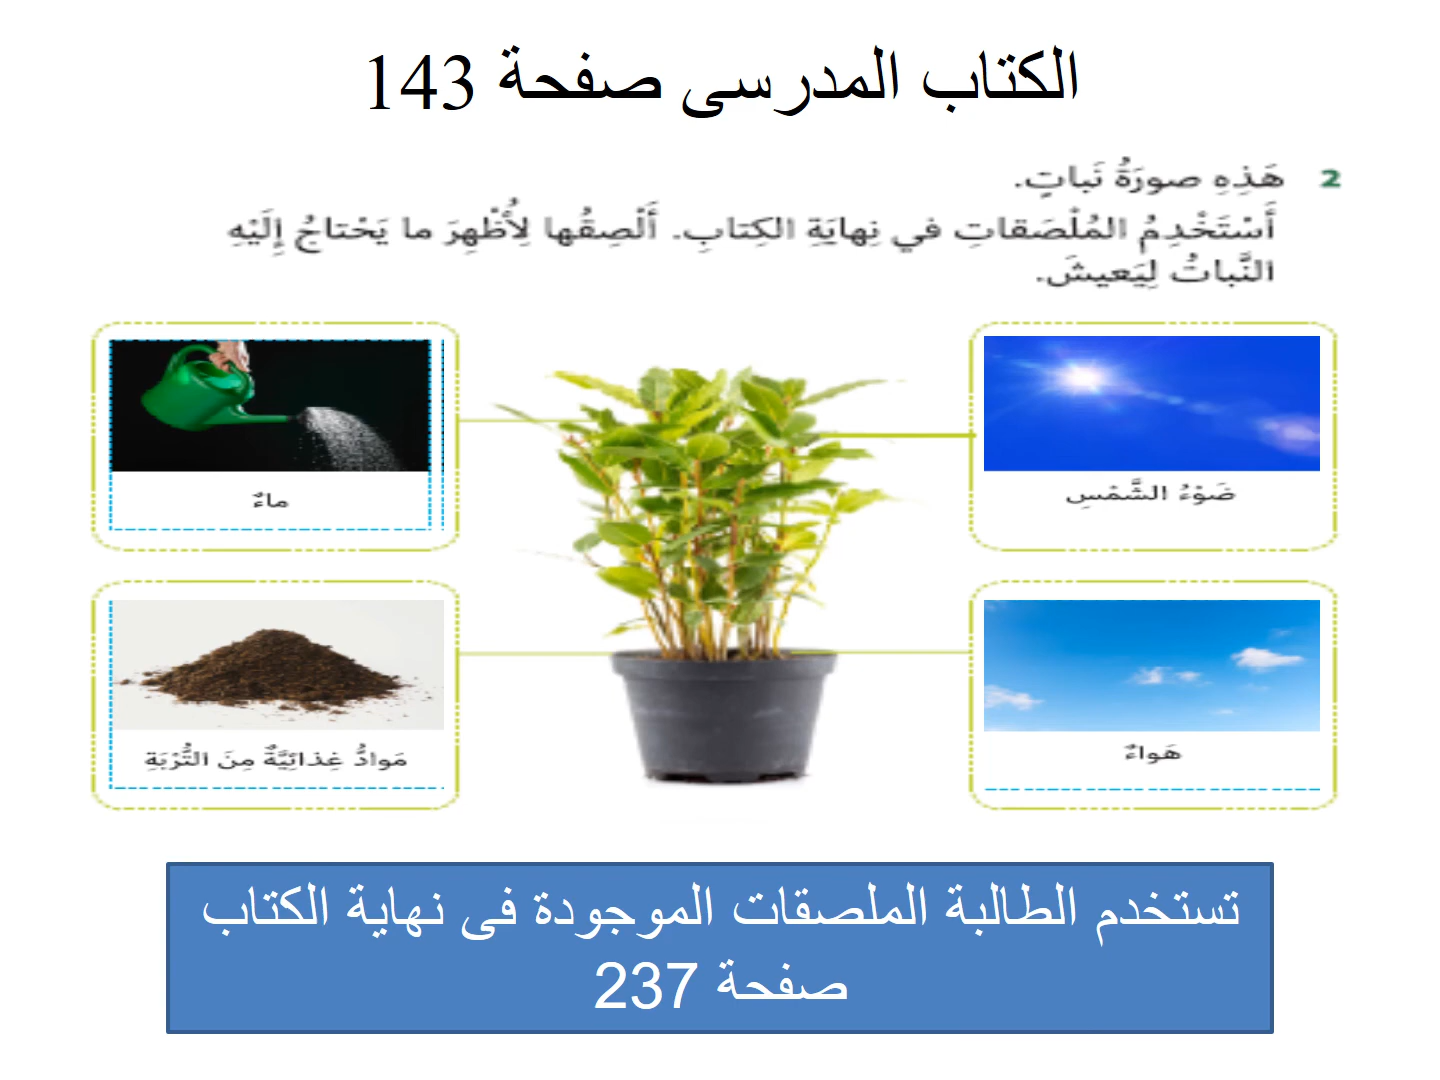 الكتاب المدرسى صفحة 143
2 هَذِهِ صورَةُ نَباتٍ.
أَسْتَخْدِمُ المُلْصَقاتِ في نِهايَةِ الكِتابِ. أَلْصِقُها لِأُظْهِرَ ما يَحْتاجُ إِلَيْهِ
النَّباتُ لِيَعيشَ.
ضَوْءُ الشَّمْسِ
ماءٌ
هَواءٌ
مَوادُّ غِذائِيَّةٌ مِنَ التُّرْبَةِ
تستخدم الطالبة الملصقات الموجودة فى نهاية الكتاب
صفحة 237